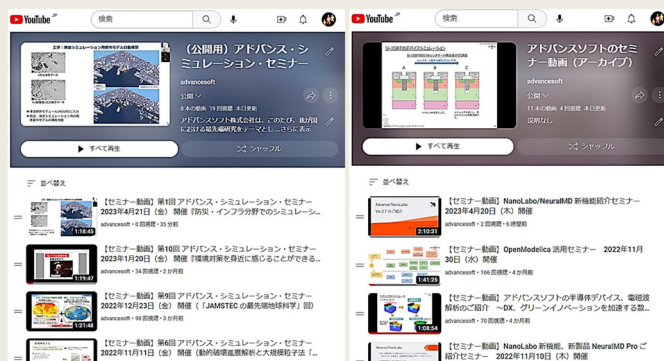 YouTube JP
検索
工学:津波シミュレーション用都市モデルの自動構築
（公開用）アドバンス・シ
ミュレーション・セミナー
advancesoft
公開
8 本の動画 19 回視聴 本日更新
アドバンスソフト株式会社は、このたび、我が国
における最先端研究をテーマとし ...さらに表示
すべて再生
シャッフル
並べ替え
【セミナー動画】第1回 アドバンス・シミュレーション・セミナー
2023年4月21日（金） 開催『防災・インフラ分野でのシミュレーシ...
advancesoft • 0 回視聴 • 35 分前
1:18:45
【セミナー動画】第10回 アドバンス・シミュレーション・セミナー
2023年1月20日（金） 開催『環境対策を身近に感じることができる...
advancesoft • 34 回視聴 • 2 か月前
1:19:47
【セミナー動画】第9回 アドバンス・シミュレーション・セミナー
2022年12月23日（金） 開催（「JAMSTEC の最先端地球科学」回）
advancesoft • 98 回視聴 • 3 か月前
1:21:48
【セミナー動画】第6回 アドバンス・シミュレーション・セミナー
2022年11月11日（金） 開催（動的破壊進展解析と大規模粒子法「...
YouTube JP
検索
A
B
C
アドバンスソフトのセミ
ナー動画（アーカイブ）
advancesoft
公開
11 本の動画 4 回視聴 本日更新
説明なし
すべて再生
シャッフル
並べ替え
【セミナー動画】NanoLabo/NeuralMD 新機能紹介セミナー
2023年4月20日（木）開催
advancesoft • 2 回視聴 • 6 時間前
Advance/NanoLabo
2:10:31
【セミナー動画】OpenModelica 活用セミナー 2022年11月
30日（水）開催
advancesoft • 166 回視聴 • 4 か月前
1:41:25
【セミナー動画】アドバンスソフトの半導体デバイス、電磁波
解析のご紹介 ～DX、グリーンイノベーションを加速する数...
advancesoft • 70 回視聴 • 4 か月前
1:08:54
【セミナー動画】NanoLabo 新機能、新製品 NeuralMD Pro ご
紹介セミナー 2022年11月10日（木）開催